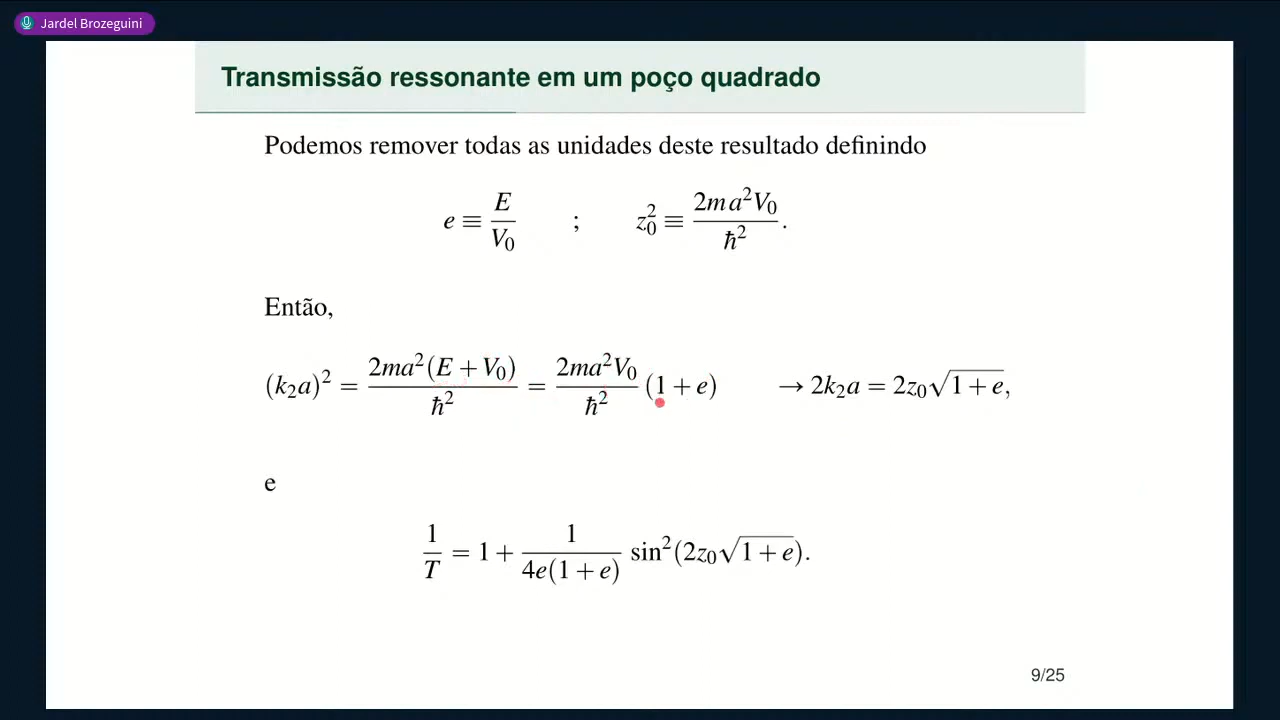 Jardel Brozeguini
Transmissão ressonante em um poço quadrado
Podemos remover todas as unidades deste resultado definindo
e ≡ E/V₀ ; z₀² ≡ 2ma²V₀/ħ².
Então,
(k₂a)² = 2ma²(E + V₀)/ħ² = 2ma²V₀/ħ² (1 + e) → 2k₂a = 2z₀√(1 + e),
e
1/T = 1 + 1/(4e(1 + e)) sin²(2z₀√(1 + e)).
9/25